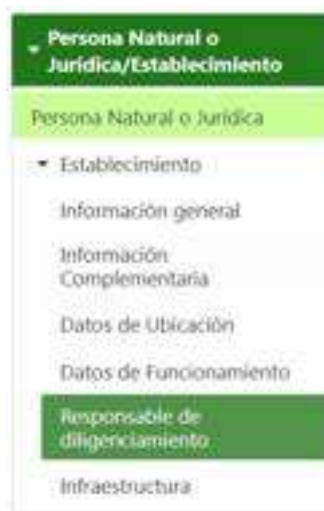 Persona Natural o
Jurídica/Establecimiento
Persona Natural o Jurídica
Establecimiento
Información general
Información
Complementaria
Datos de Ubicación
Datos de Funcionamiento
Responsable de
diligenciamiento
Infraestructura